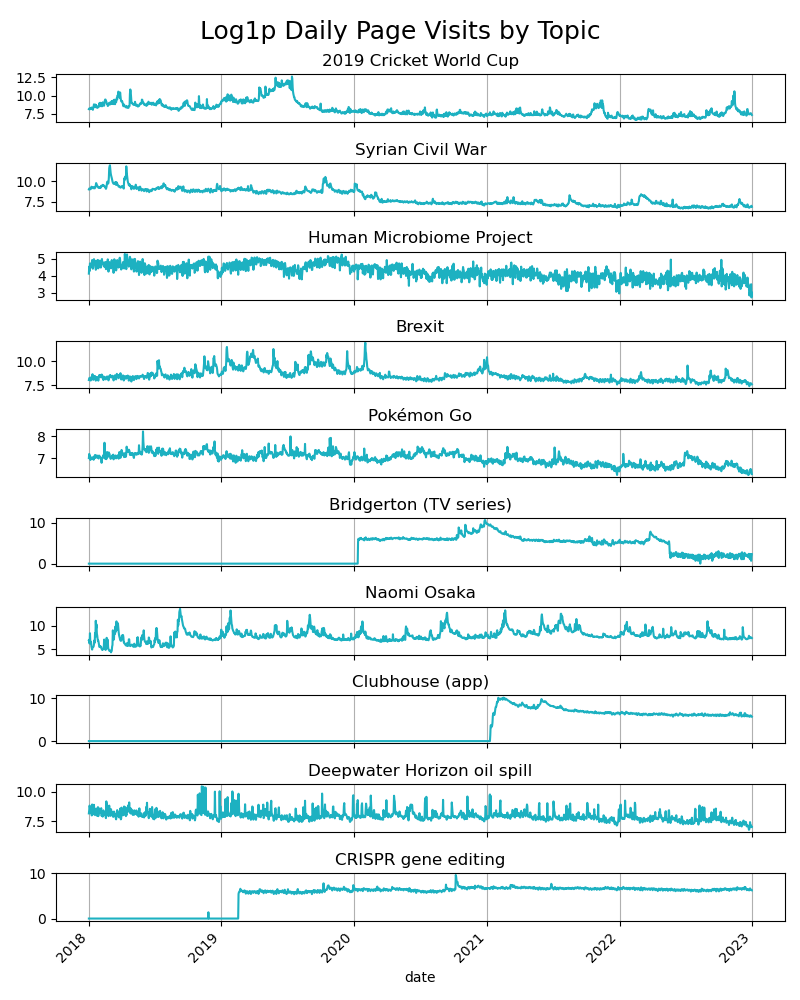 Log1p Daily Page Visits by Topic
2019 Cricket World Cup
12.5
10.0
7.5
Syrian Civil War
10.0
7.5
Human Microbiome Project
5
4
3
Brexit
10.0
7.5
Pokémon Go
8
7
Bridgerton (TV series)
10
0
Naomi Osaka
10
5
Clubhouse (app)
10
0
Deepwater Horizon oil spill
10.0
7.5
CRISPR gene editing
10
0
2018 2019 2020 2021 2022 2023
date